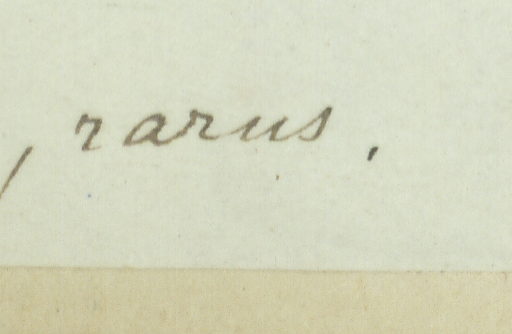 , rarus.